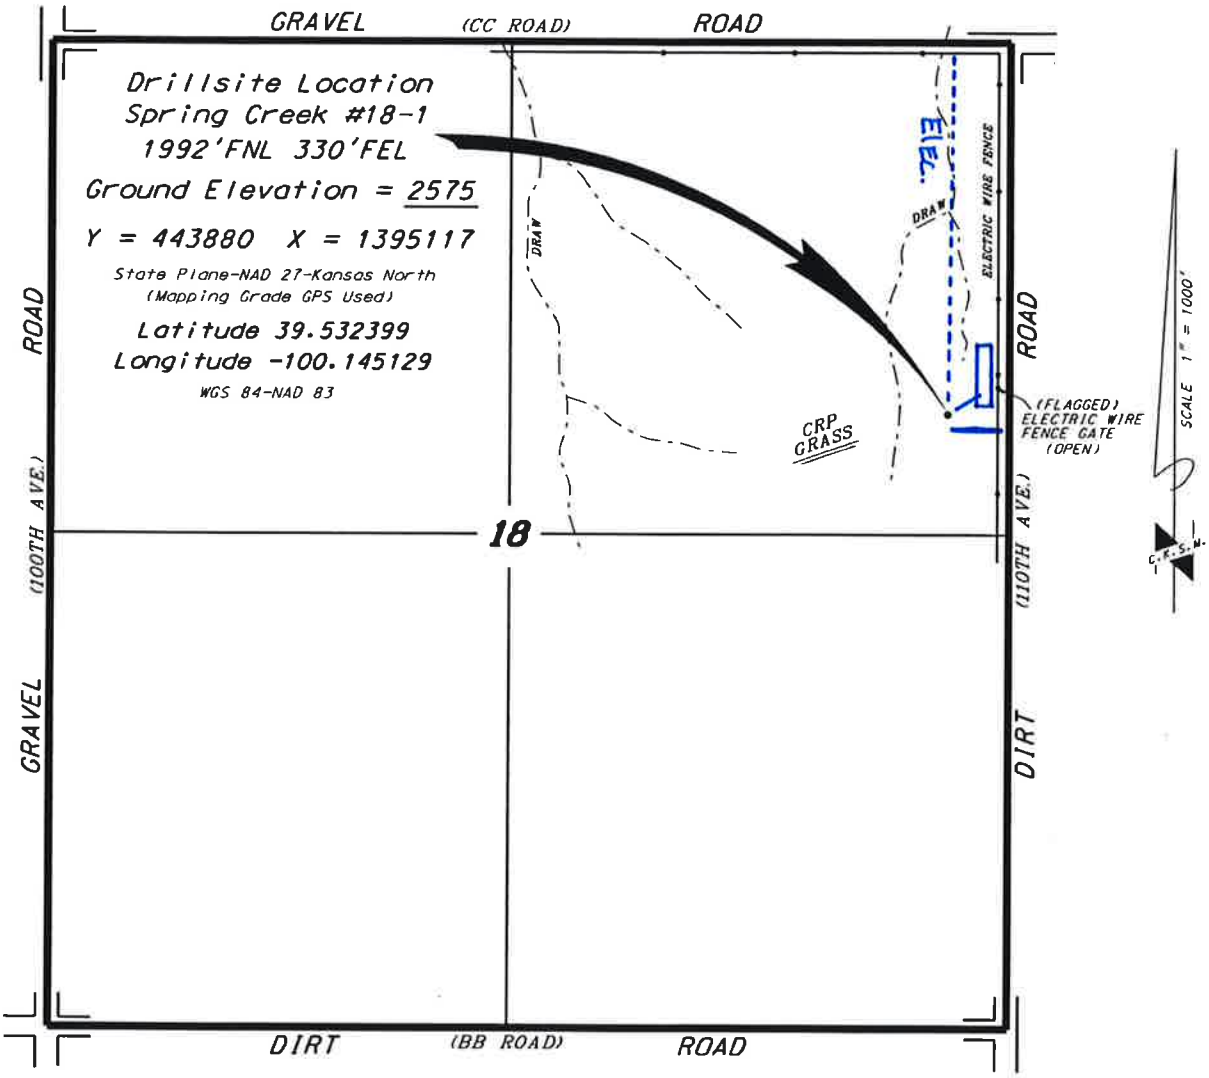 GRAVEL (CC ROAD) ROAD
Drillsite Location
Spring Creek #18-1
1992'FNL 330'FEL
Ground Elevation = 2575
Y = 443880 X = 1395117
State Plane-NAD 27-Kansas North
(Mapping Grade GPS Used)
Latitude 39.532399
Longitude -100.145129
WGS 84-NAD 83
DRAW
ElEC.
DRAW
ELECTRIC WIRE FENCE
CRP
GRASS
(FLAGGED)
ELECTRIC WIRE
FENCE GATE
(OPEN)
18
GRAVEL (100TH AVE.) ROAD
DIRT (110TH AVE.) ROAD
SCALE 1" = 1000'
C.K.S.N.
DIRT (BB ROAD) ROAD